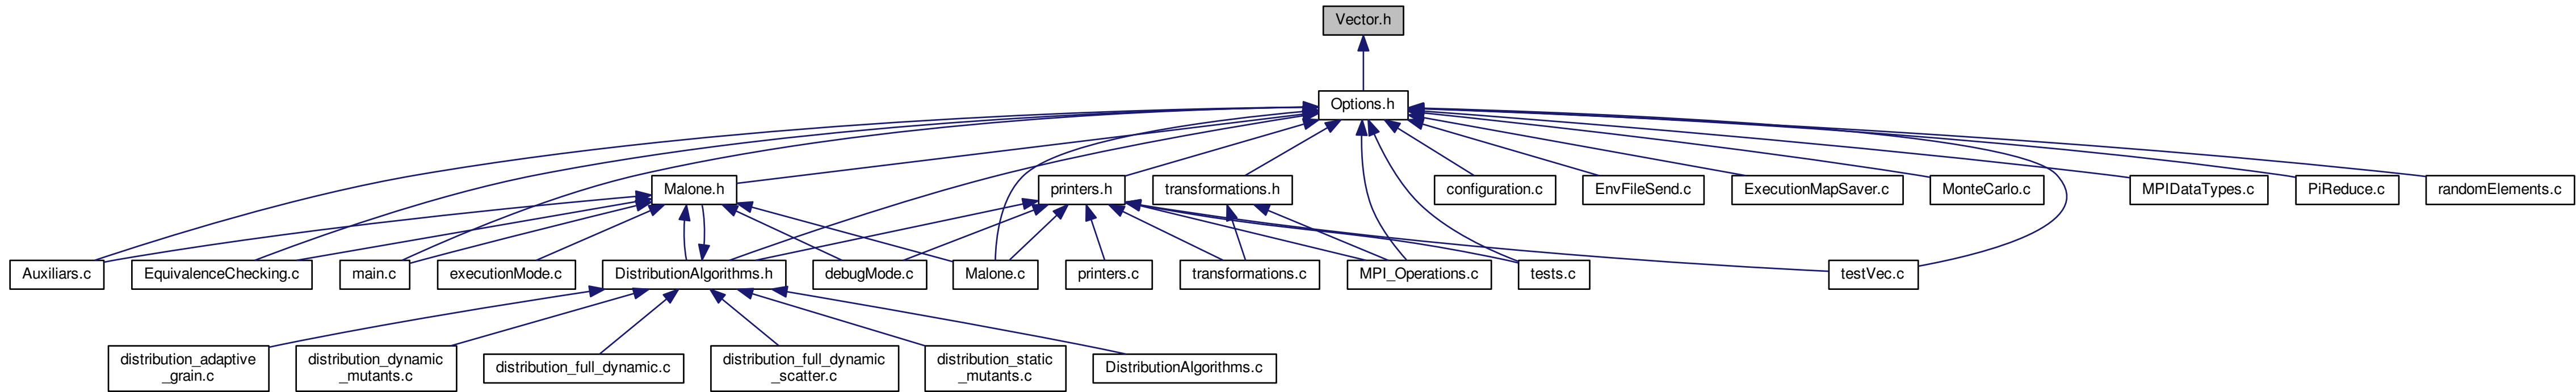 Vector.h
Options.h
Malone.h
printers.h
transformations.h
configuration.c
EnvFileSend.c
ExecutionMapSaver.c
MonteCarlo.c
MPIDataTypes.c
PiReduce.c
randomElements.c
Auxiliars.c
EquivalenceChecking.c
main.c
executionMode.c
DistributionAlgorithms.h
debugMode.c
Malone.c
printers.c
transformations.c
MPI_Operations.c
tests.c
testVec.c
distribution_adaptive
_grain.c
distribution_dynamic
_mutants.c
distribution_full_dynamic.c
distribution_full_dynamic
_scatter.c
distribution_static
_mutants.c
DistributionAlgorithms.c